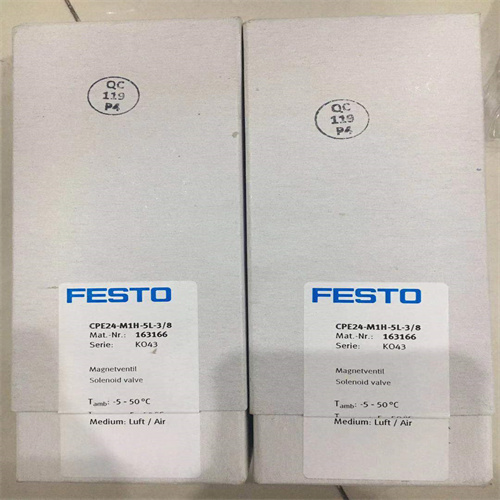 QC
119
P4
FESTO
CPE24-M1H-5L-3/8
Mat.-Nr.: 163166
Serie: KO43
Magnetventil
Solenoid valve
Tamb: -5 - 50 °C
Medium: Luft / Air
QC
119
P4
FESTO
CPE24-M1H-5L-3/8
Mat.-Nr.: 163166
Serie: KO43
Magnetventil
Solenoid valve
Tamb: -5 - 50 °C
Medium: Luft / Air